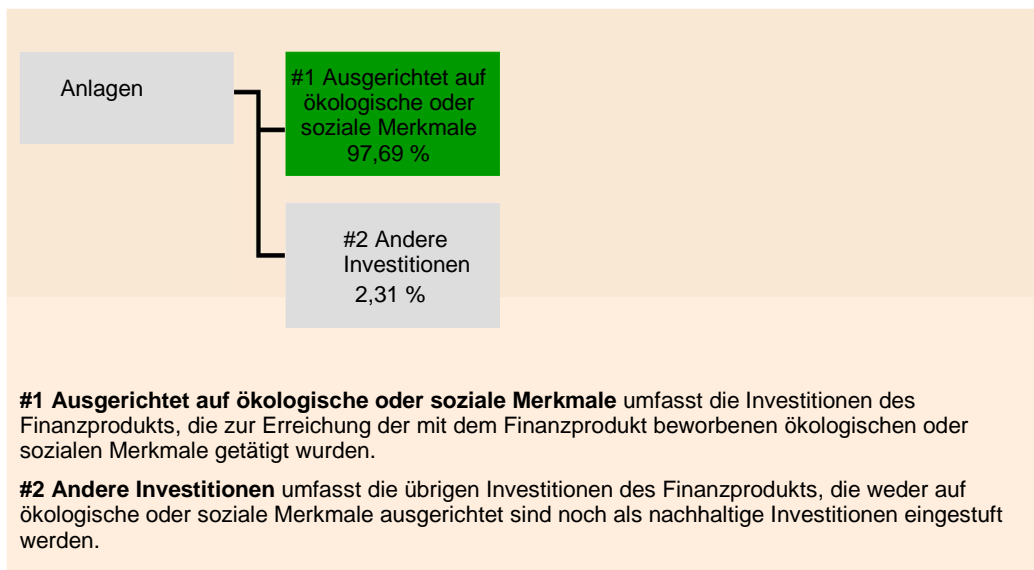 Anlagen
#1 Ausgerichtet auf
ökologische oder
soziale Merkmale
97,69 %
#2 Andere
Investitionen
2,31 %
#1 Ausgerichtet auf ökologische oder soziale Merkmale umfasst die Investitionen des
Finanzprodukts, die zur Erreichung der mit dem Finanzprodukt beworbenen ökologischen oder
sozialen Merkmale getätigt wurden.
#2 Andere Investitionen umfasst die übrigen Investitionen des Finanzprodukts, die weder auf
ökologische oder soziale Merkmale ausgerichtet sind noch als nachhaltige Investitionen eingestuft
werden.